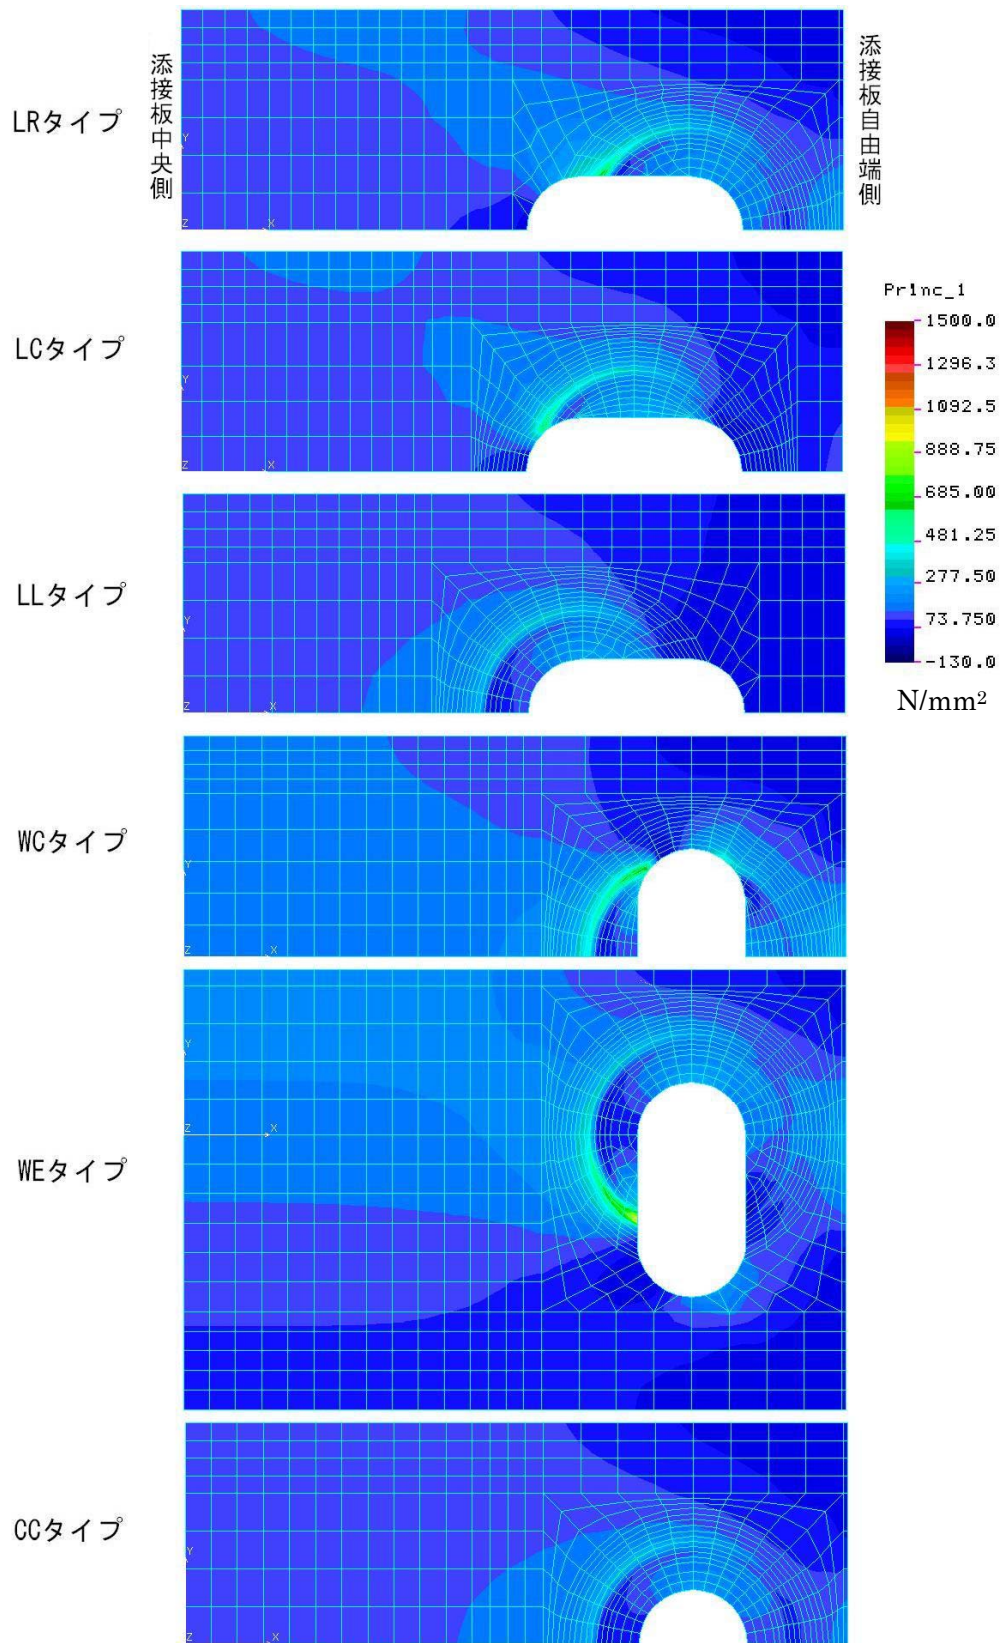 添接板中央側
添接板自由端側
LRタイプ
Y
Z X
LCタイプ
Y
Z X
Princ_1
1500.0
1296.3
1092.5
888.75
685.00
481.25
277.50
73.750
-130.0
N/mm²
LLタイプ
Y
Z X
WCタイプ
Y
Z X
WEタイプ
Y
Z X
CCタイプ
Y
Z X